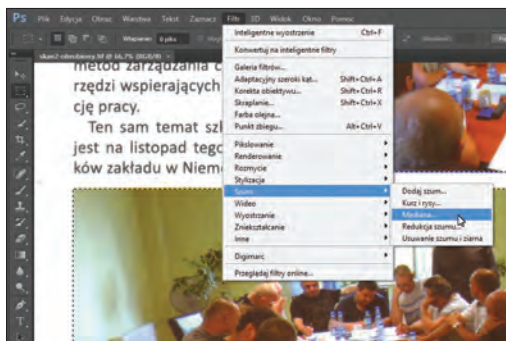 Ps Plik Edycja Obraz Warstwa Tekst Zaznacz Filtr 3D Widok Okno Pomoc
Wtapianie: 0 piks
Inteligentne wyostrzenie Ctrl+F
Konwertuj na inteligentne filtry
Galeria filtrów...
Adaptacyjny szeroki kąt... Shift+Ctrl+A
Korekta obiektywu... Shift+Ctrl+R
Skraplanie... Shift+Ctrl+X
Farba olejna...
Punkt zbiegu... Alt+Ctrl+V
Pikslowanie
Renderowanie
Rozmycie
Stylizacja
Szum
Wideo
Wyostrzanie
Zniekształcanie
Inne
Digimarc
Przeglądaj filtry online...
Dodaj szum...
Kurz i rysy...
Mediana...
Redukcja szumu...
Usuwanie szumu i ziarna
metod zarządzania
rzędzi wspierających
cję pracy.
Ten sam temat
jest na listopad
ków zakładu w